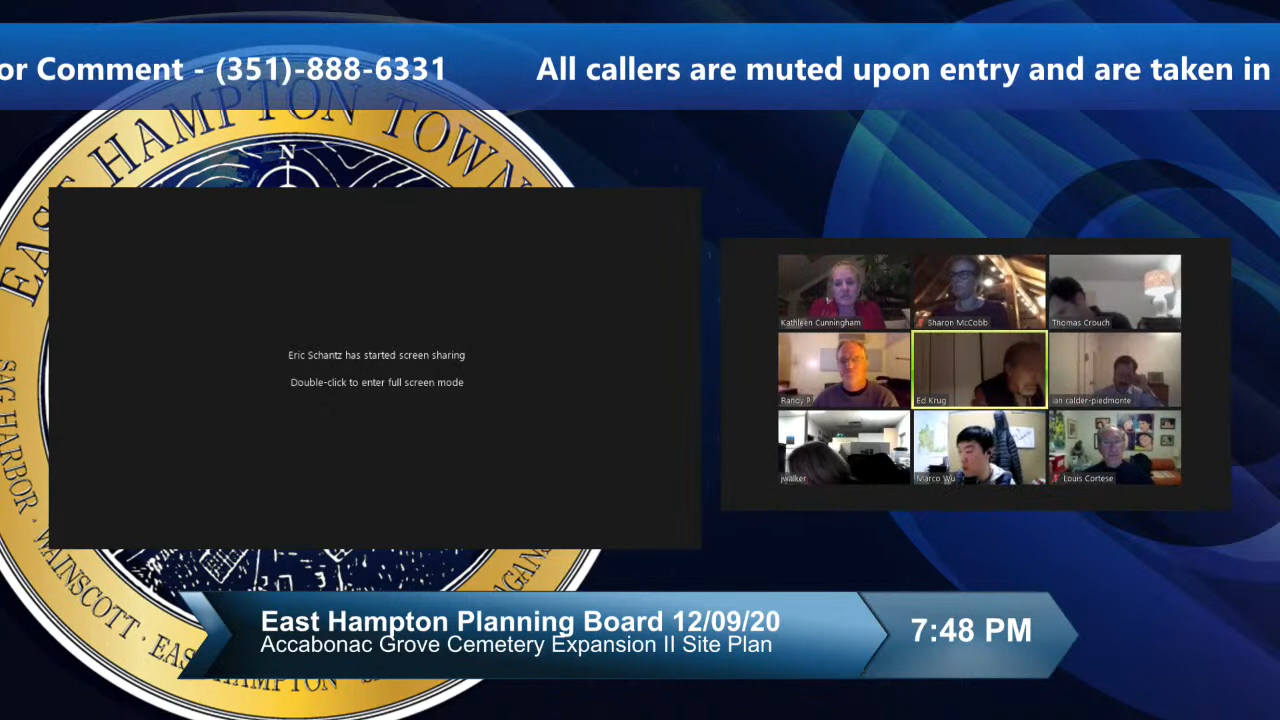 or Comment - (351)-888-6331 All callers are muted upon entry and are taken in
EAST HAMPTON TOWN
N
SAG HARBOR · WAINSCOTT · EAS
HAMPTON
Eric Schantz has started screen sharing
Double-click to enter full screen mode
Kathleen Cunningham
Sharon McCobb
Thomas Crouch
Randy P
Ed Krug
ian calder-piedmonte
jwalker
Marco Wu
Louis Cortese
East Hampton Planning Board 12/09/20
Accabonac Grove Cemetery Expansion II Site Plan
7:48 PM